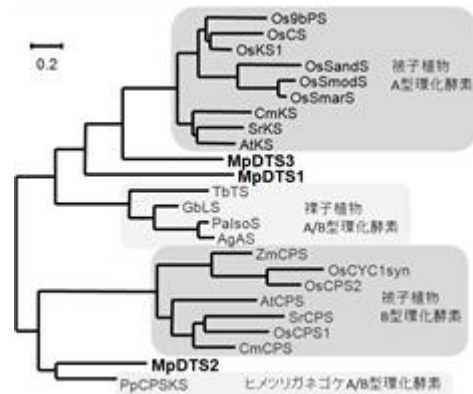 Os9bPS
OsCS
OsKS1
OsSandS
OsSmodS
OsSmarS
被子植物
A型環化酵素
CmKS
SrKS
AtKS
MpDTS3
MpDTS1
TbTS
GbLS
PaIsoS
AgAS
裸子植物
A/B型環化酵素
ZmCPS
OsCYC1syn
OsCPS2
AtCPS
SrCPS
OsCPS1
CmCPS
被子植物
B型環化酵素
MpDTS2
PpCPSKS
ヒメツリガネゴケA/B型環化酵素
0.2